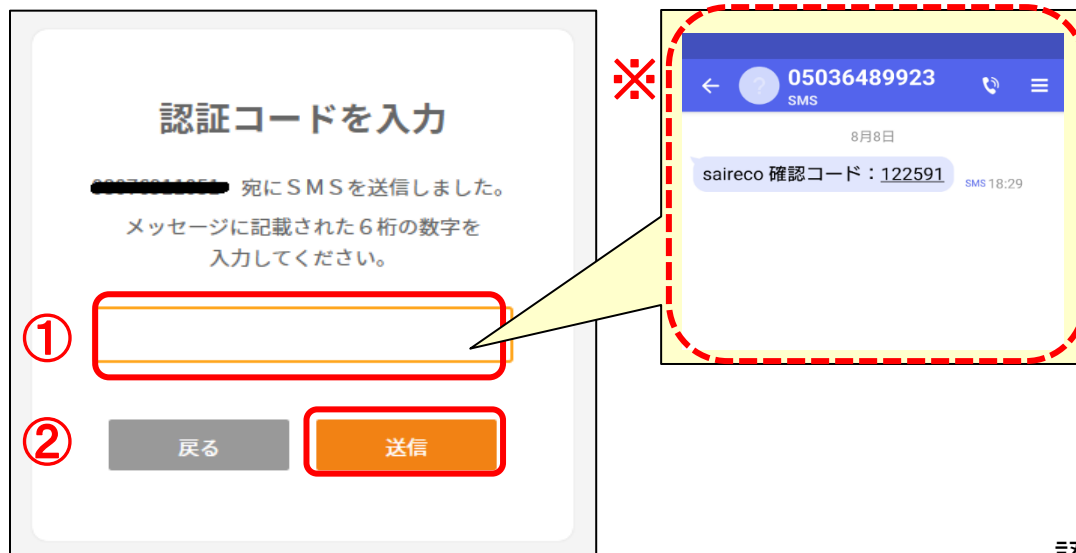 認証コードを入力
宛にＳＭＳを送信しました。
メッセージに記載された６桁の数字を
入力してください。
①
②
戻る
送信
※
05036489923
SMS
8月8日
saireco 確認コード：122591
SMS 18:29